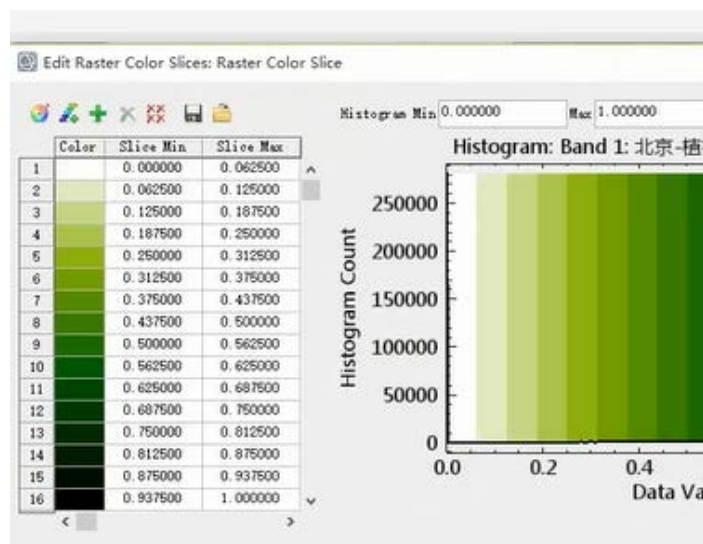 Edit Raster Color Slices: Raster Color Slice
Histogram Min 0.000000 Max 1.000000
Color Slice Min Slice Max
1 0.000000 0.062500
2 0.062500 0.125000
3 0.125000 0.187500
4 0.187500 0.250000
5 0.250000 0.312500
6 0.312500 0.375000
7 0.375000 0.437500
8 0.437500 0.500000
9 0.500000 0.562500
10 0.562500 0.625000
11 0.625000 0.687500
12 0.687500 0.750000
13 0.750000 0.812500
14 0.812500 0.875000
15 0.875000 0.937500
16 0.937500 1.000000
Histogram: Band 1: 北京-植
Histogram Count
250000
200000
150000
100000
50000
0
0.0 0.2 0.4
Data Va